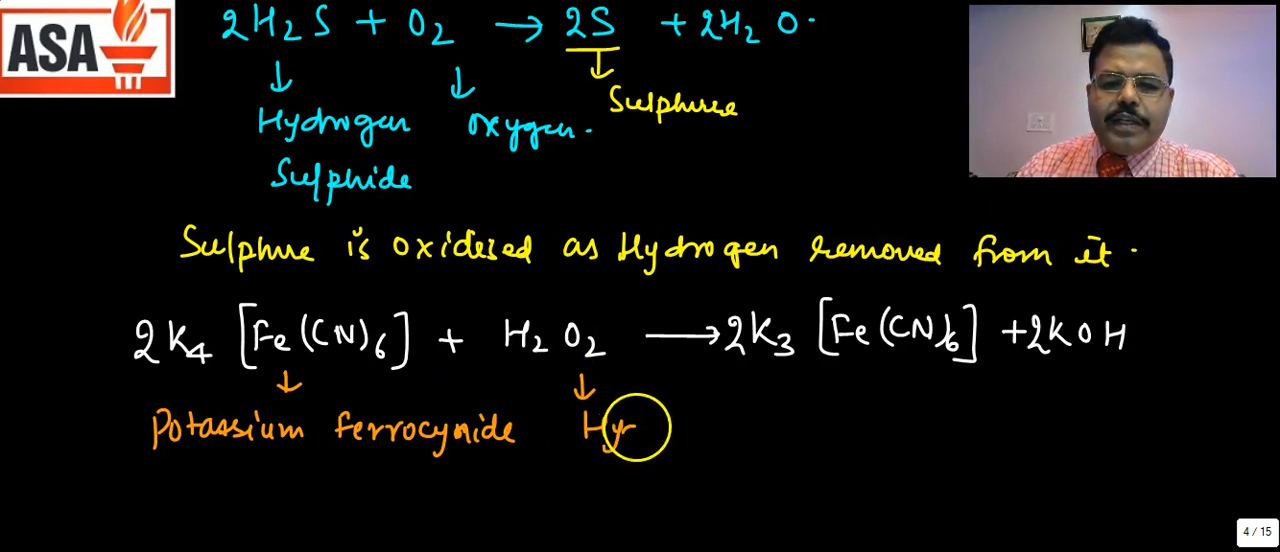 ASA
2H2S + O2 → 2S + 2H2O.
↓ ↓ ↓
Sulphure
Hydrogen oxygen.
Sulphide
Sulphure is oxidesed as Hydrogen removed from it.
2K4 [Fe(CN)6] + H2O2 → 2K3 [Fe(CN)6] + 2KOH
↓ ↓
Potassium ferrocynide Hyr
4 / 15